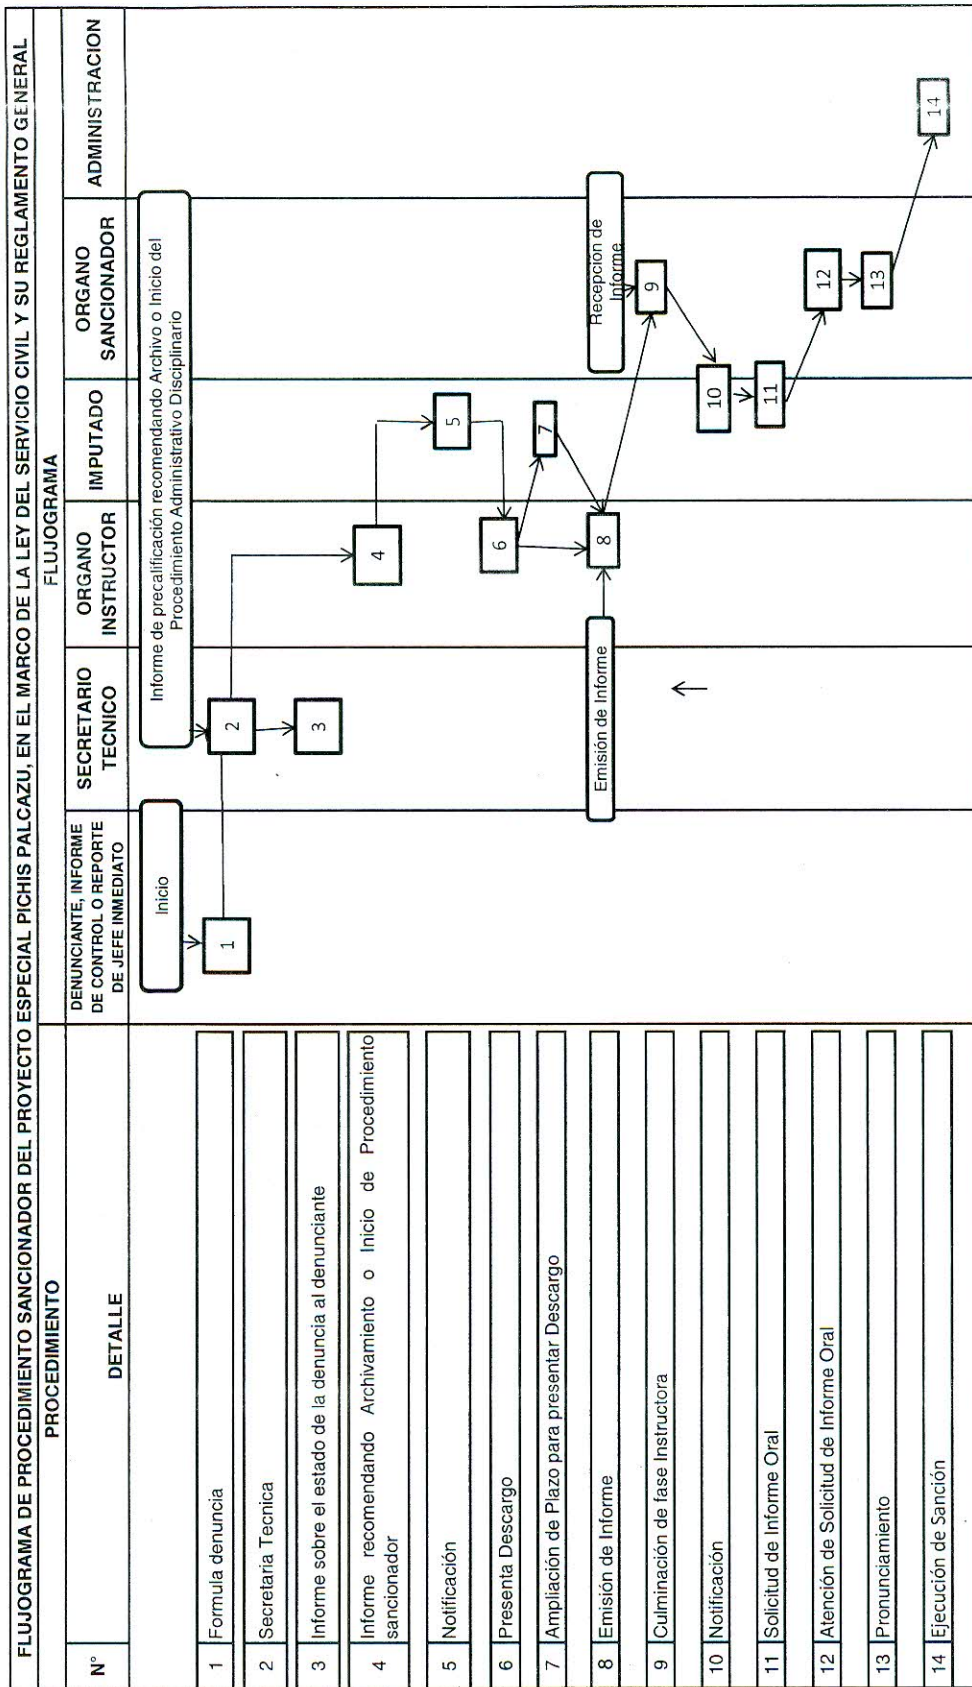 FLUJOGRAMA DE PROCEDIMIENTO SANCIONADOR DEL PROYECTO ESPECIAL PICHIS PALCAZU, EN EL MARCO DE LA LEY DEL SERVICIO CIVIL Y SU REGLAMENTO GENERAL
PROCEDIMIENTO
FLUJOGRAMA
N°
DETALLE
DENUNCIANTE, INFORME
DE CONTROL O REPORTE
DE JEFE INMEDIATO
SECRETARIO
TECNICO
ORGANO
INSTRUCTOR
IMPUTADO
ORGANO
SANCIONADOR
ADMINISTRACION
Inicio
Informe de precalificación recomendando Archivo o Inicio del
Procedimiento Administrativo Disciplinario
1 Formula denuncia
1
2 Secretaria Tecnica
2
3 Informe sobre el estado de la denuncia al denunciante
3
4 Informe recomendando Archivamiento o Inicio de Procedimiento
sancionador
4
5 Notificación
5
6 Presenta Descargo
6
7 Ampliación de Plazo para presentar Descargo
7
8 Emisión de Informe
Emisión de Informe
8
Recepcion de
Informe
9 Culminación de fase Instructora
9
10 Notificación
10
11 Solicitud de Informe Oral
11
12 Atención de Solicitud de Informe Oral
12
13 Pronunciamiento
13
14 Ejecución de Sanción
14